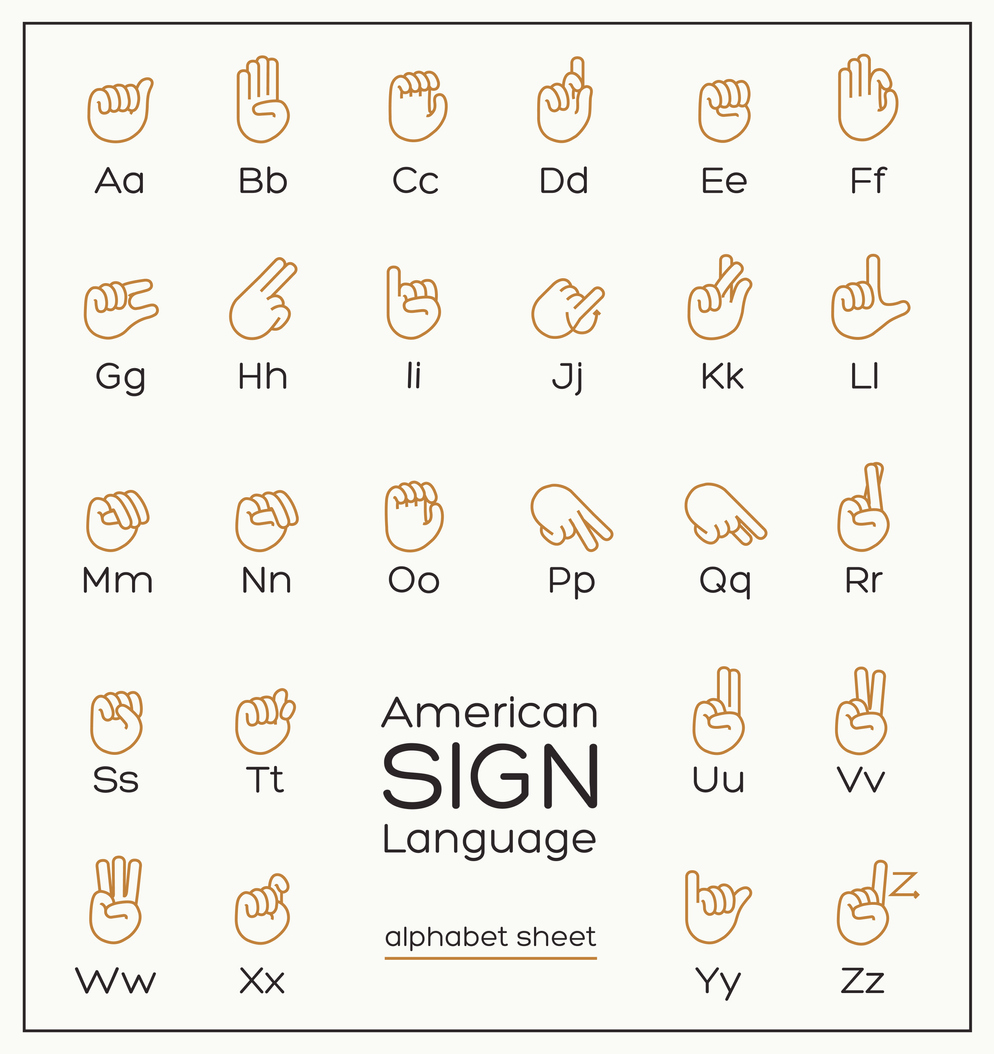 Aa Bb Cc Dd Ee Ff
Gg Hh Ii Jj Kk Ll
Mm Nn Oo Pp Qq Rr
Ss Tt
American
SIGN
Language
Uu Vv
Z
Ww Xx
alphabet sheet
Yy Zz